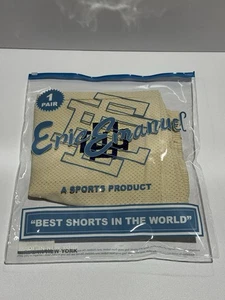 1
PAIR
Eric Emanuel
EE
A SPORTS PRODUCT
"BEST SHORTS IN THE WORLD"
NEW YORK